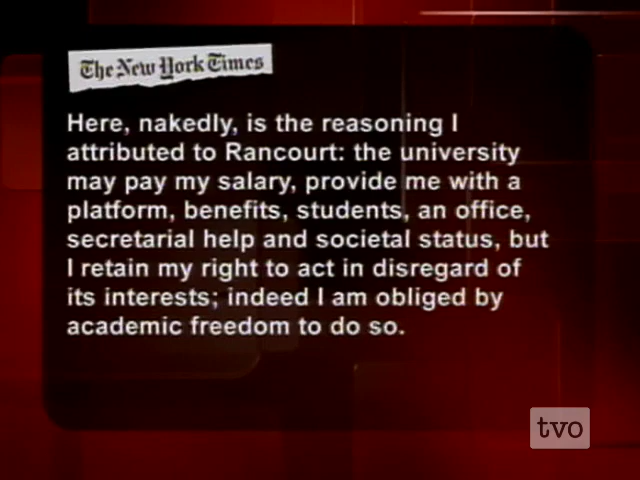 The New York Times
Here, nakedly, is the reasoning I
attributed to Rancourt: the university
may pay my salary, provide me with a
platform, benefits, students, an office,
secretarial help and societal status, but
I retain my right to act in disregard of
its interests; indeed I am obliged by
academic freedom to do so.
tvo